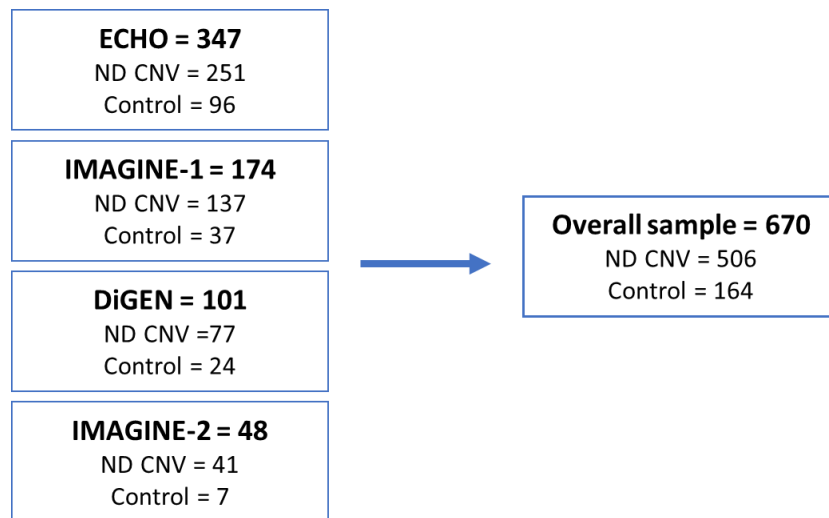 ECHO = 347
ND CNV = 251
Control = 96
IMAGINE-1 = 174
ND CNV = 137
Control = 37
DiGEN = 101
ND CNV =77
Control = 24
IMAGINE-2 = 48
ND CNV = 41
Control = 7
Overall sample = 670
ND CNV = 506
Control = 164